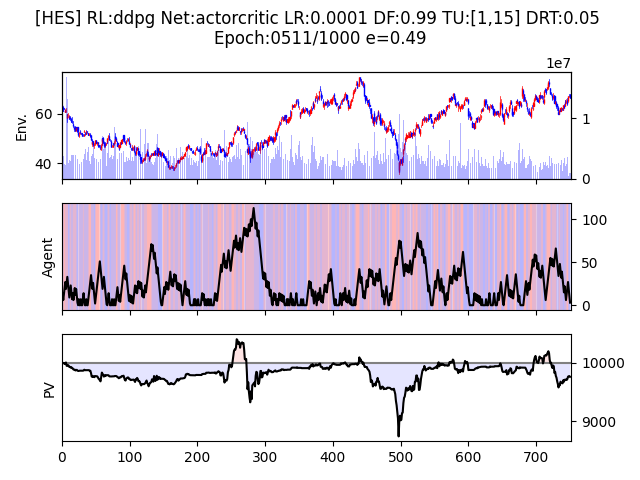 [HES] RL:ddpg Net:actorcritic LR:0.0001 DF:0.99 TU:[1,15] DRT:0.05
Epoch:0511/1000 e=0.49
1e7
Env.
60
40
1
0
Agent
100
50
0
PV
10000
9000
0 100 200 300 400 500 600 700